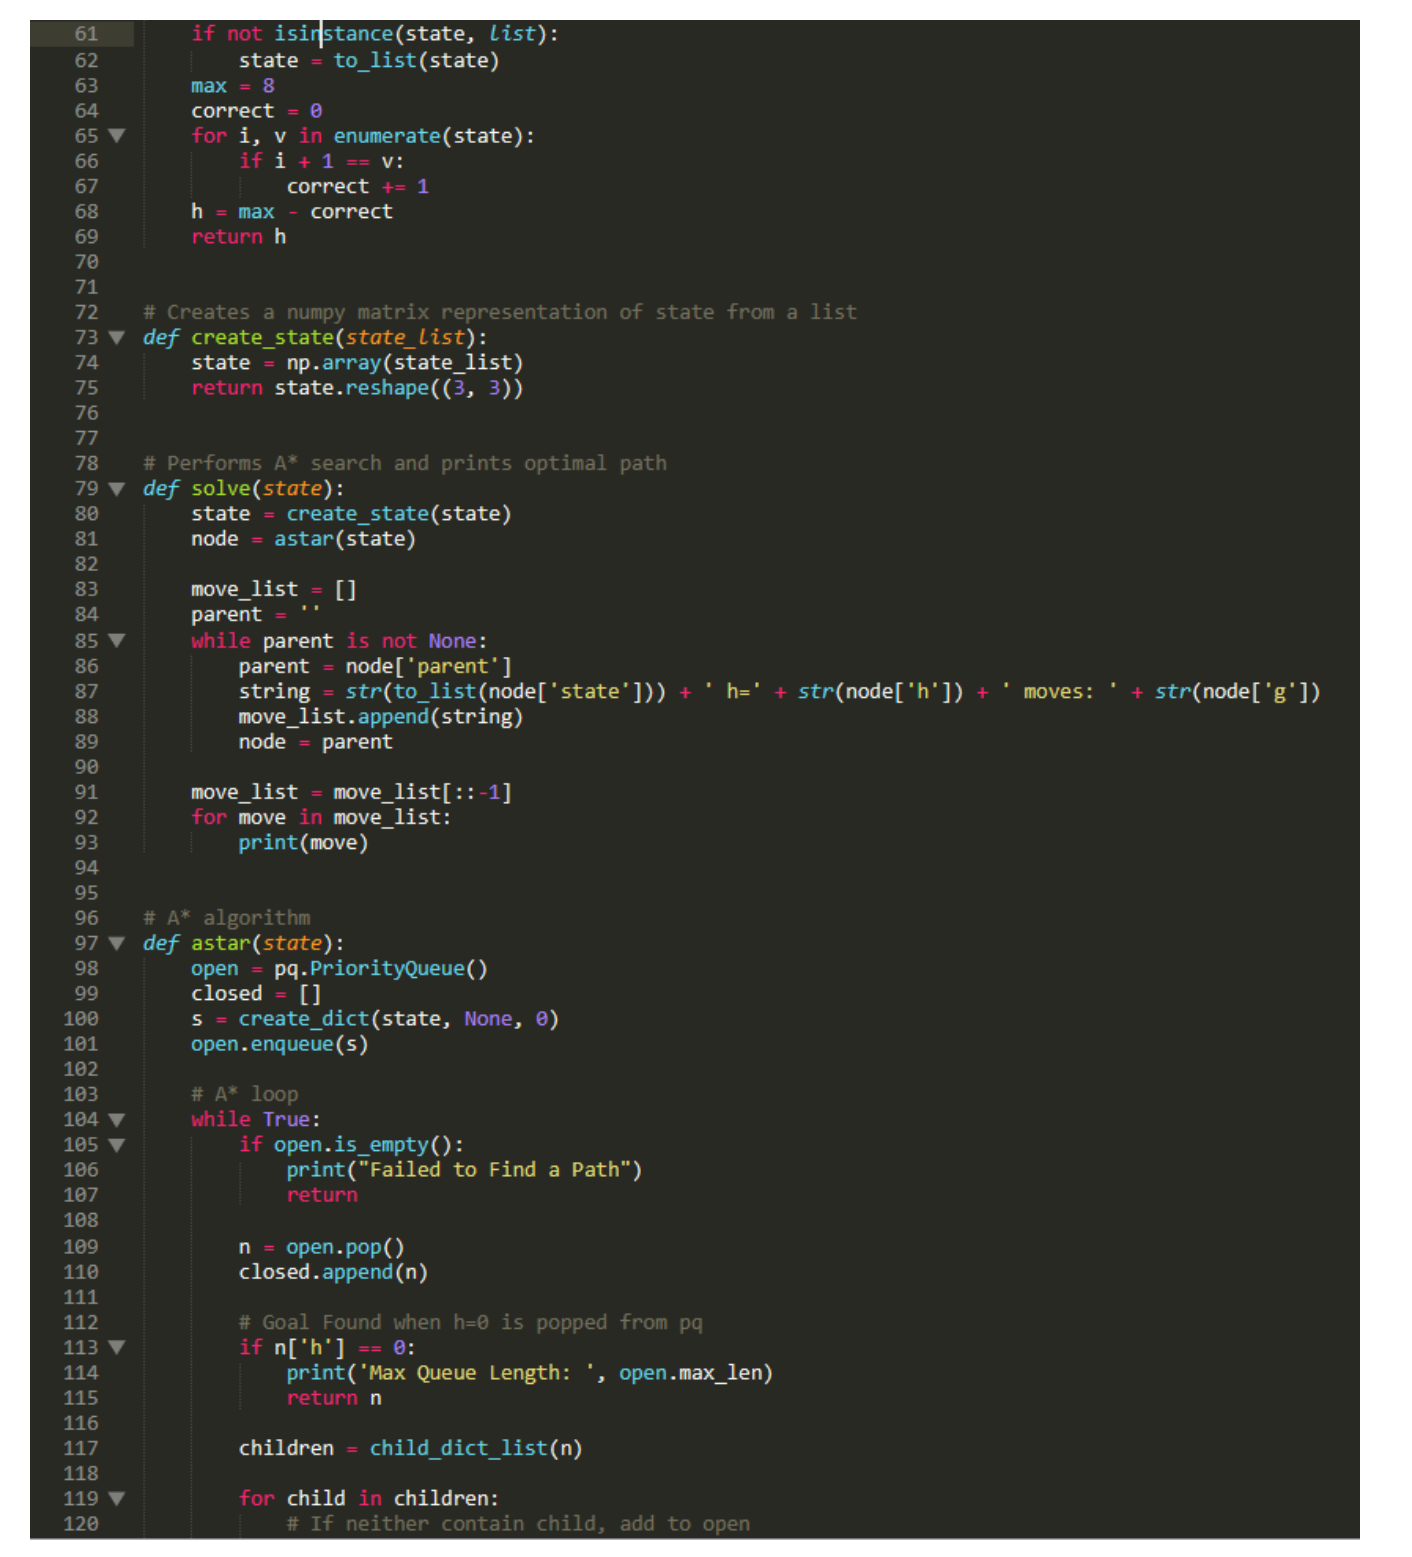 61 if not isinstance(state, list):
62 state = to_list(state)
63 max = 8
64 correct = 0
65 for i, v in enumerate(state):
66 if i + 1 == v:
67 correct += 1
68 h = max - correct
69 return h
70
71
72 # Creates a numpy matrix representation of state from a list
73 def create_state(state_list):
74 state = np.array(state_list)
75 return state.reshape((3, 3))
76
77
78 # Performs A* search and prints optimal path
79 def solve(state):
80 state = create_state(state)
81 node = astar(state)
82
83 move_list = []
84 parent = ''
85 while parent is not None:
86 parent = node['parent']
87 string = str(to_list(node['state'])) + ' h=' + str(node['h']) + ' moves: ' + str(node['g'])
88 move_list.append(string)
89 node = parent
90
91 move_list = move_list[::-1]
92 for move in move_list:
93 print(move)
94
95
96 # A* algorithm
97 def astar(state):
98 open = pq.PriorityQueue()
99 closed = []
100 s = create_dict(state, None, 0)
101 open.enqueue(s)
102
103 # A* loop
104 while True:
105 if open.is_empty():
106 print("Failed to Find a Path")
107 return
108
109 n = open.pop()
110 closed.append(n)
111
112 # Goal Found when h=0 is popped from pq
113 if n['h'] == 0:
114 print('Max Queue Length: ', open.max_len)
115 return n
116
117 children = child_dict_list(n)
118
119 for child in children:
120 # If neither contain child, add to open